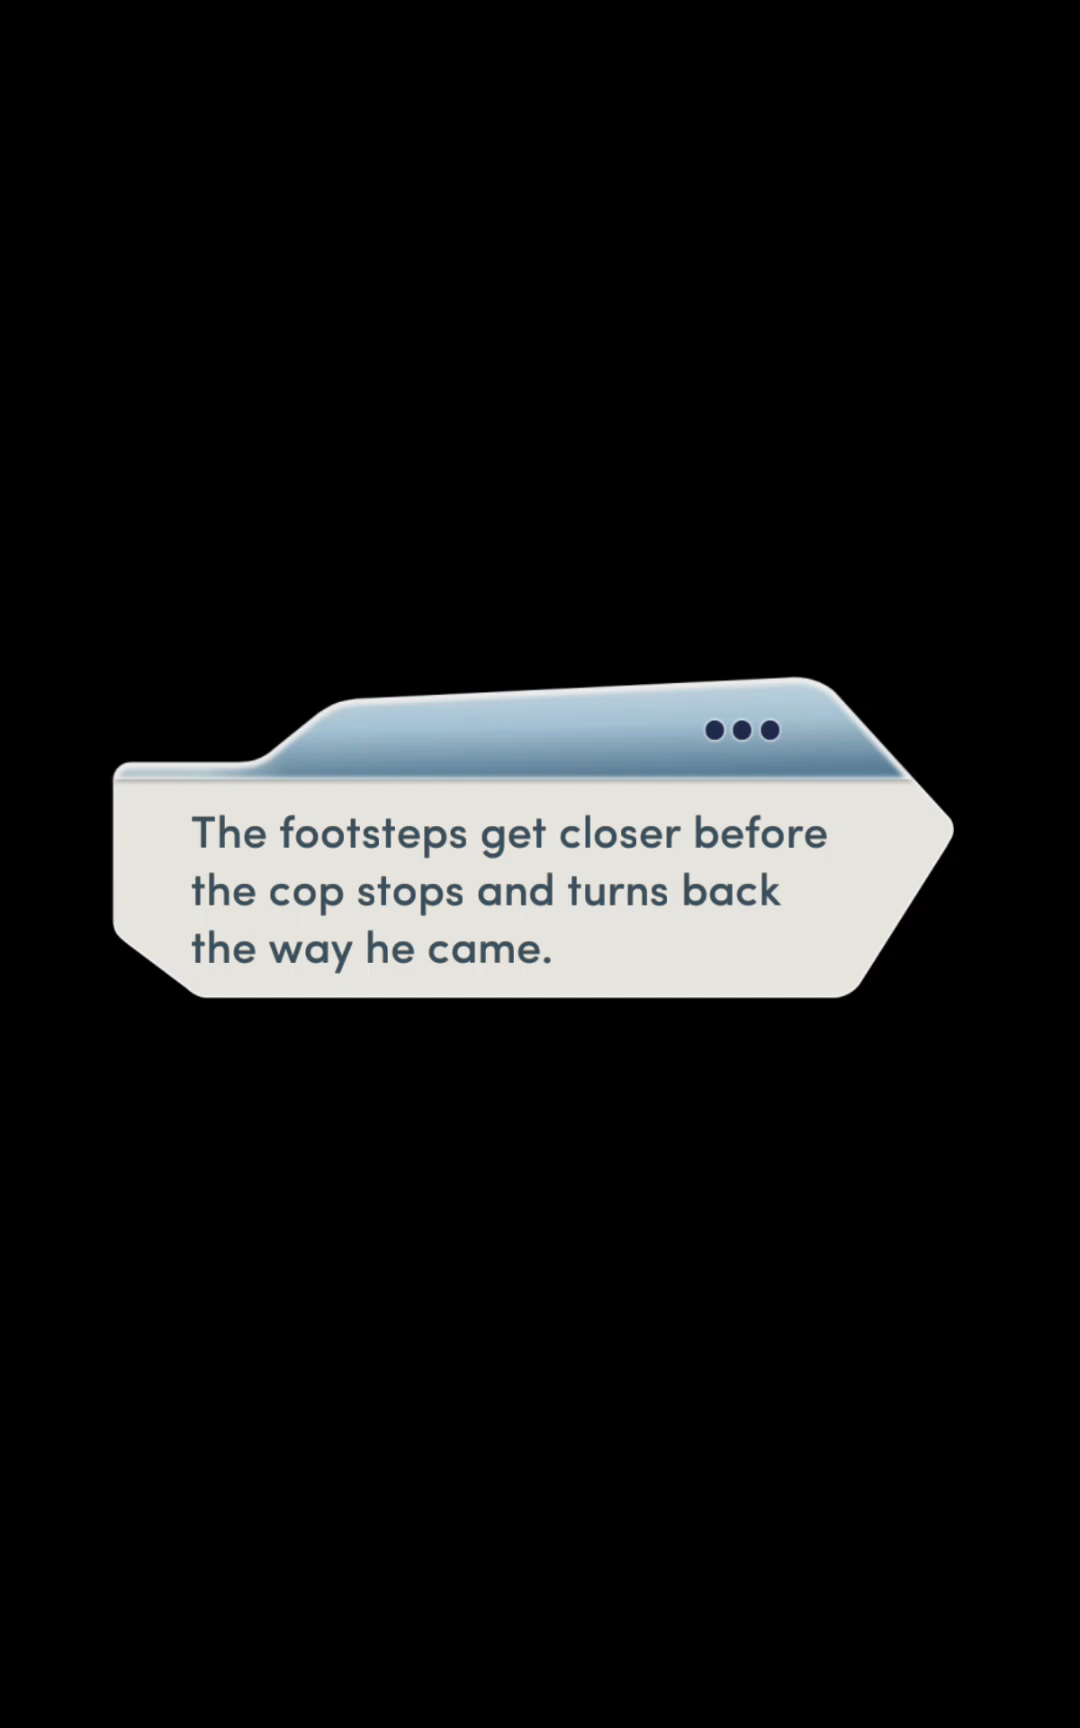 The footsteps get closer before
the cop stops and turns back
the way he came.